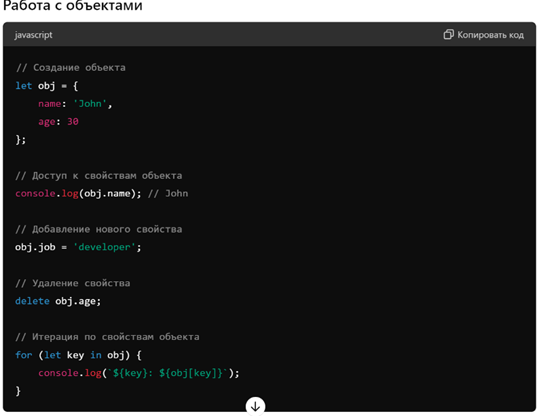 Работа с объектами
javascript
Копировать код
// Создание объекта
let obj = {
    name: 'John',
    age: 30
};
// Доступ к свойствам объекта
console.log(obj.name); // John
// Добавление нового свойства
obj.job = 'developer';
// Удаление свойства
delete obj.age;
// Итерация по свойствам объекта
for (let key in obj) {
    console.log(`${key}: ${obj[key]}`);
}